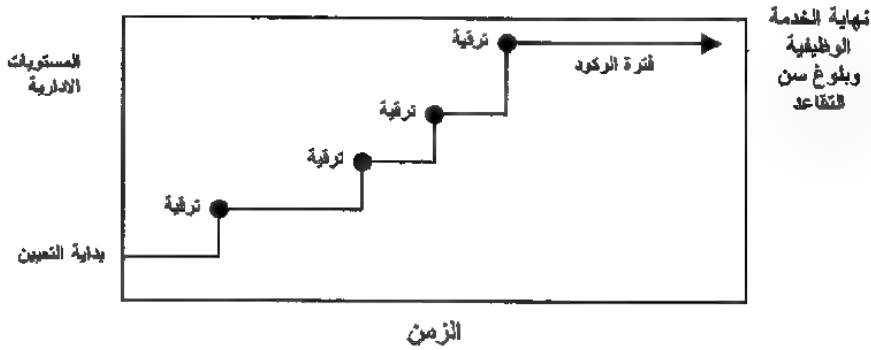 نهاية الخدمة
الوظيفية
وبلوغ سن
التقاعد
المستويات
الادارية
ترقية
فترة الركود
ترقية
ترقية
ترقية
بداية التعيين
الزمن